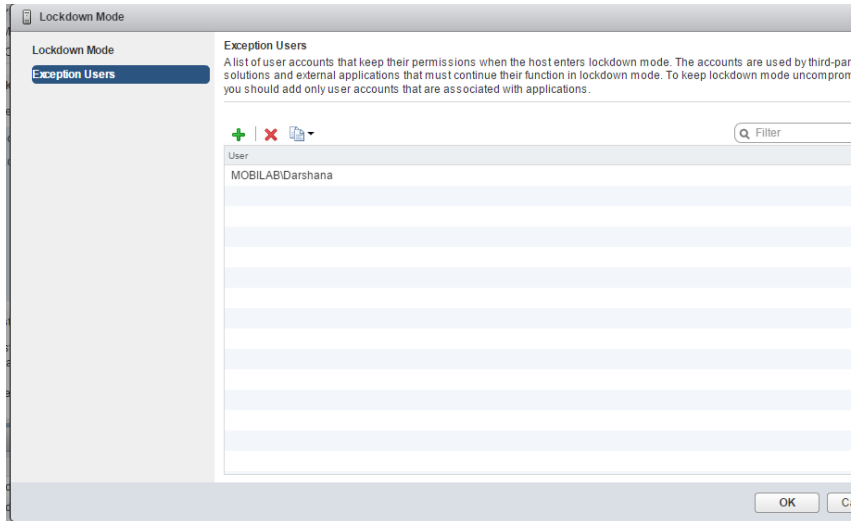 Lockdown Mode
Lockdown Mode
Exception Users
Exception Users
A list of user accounts that keep their permissions when the host enters lockdown mode. The accounts are used by third-par
solutions and external applications that must continue their function in lockdown mode. To keep lockdown mode uncomprom
you should add only user accounts that are associated with applications.
Filter
User
MOBILAB\Darshana
OK
Ca